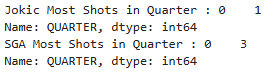 Jokic Most Shots in Quarter : 0    1
Name: QUARTER, dtype: int64
SGA Most Shots in Quarter : 0    3
Name: QUARTER, dtype: int64